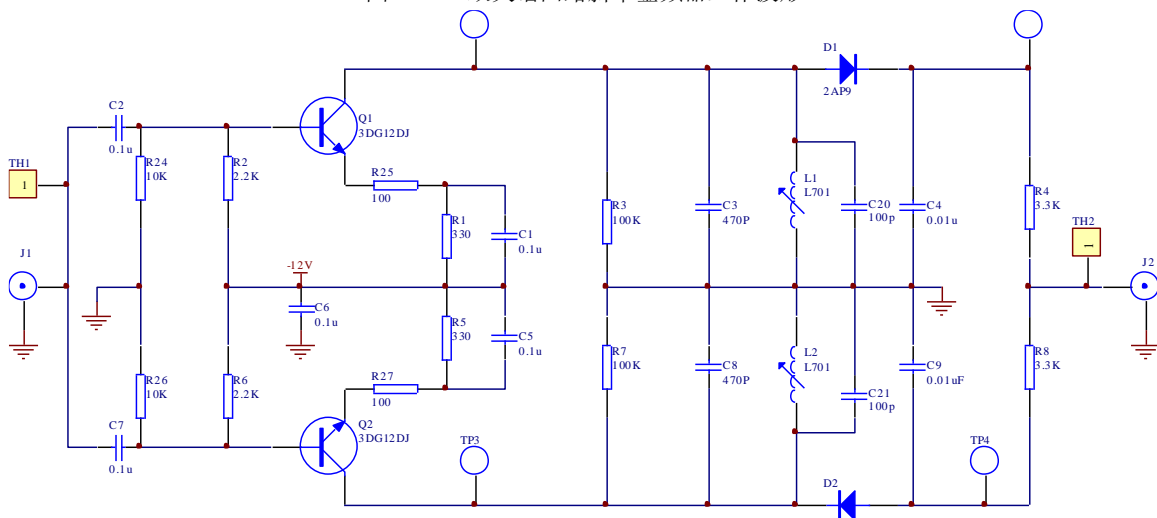 D1
2AP9
C2
0.1u
Q1
3DG12DJ
TH1
1
R24
10K
R2
2.2K
R25
100
R1
330
C1
0.1u
R3
100K
C3
470P
L1
L701
C20
100p
C4
0.01u
R4
3.3K
TH2
1
J1
J2
-12V
C6
0.1u
R5
330
C5
0.1u
R26
10K
R6
2.2K
R27
100
R7
100K
C8
470P
L2
L701
C21
100p
C9
0.01uF
R8
3.3K
C7
0.1u
Q2
3DG12DJ
TP3
TP4
D2